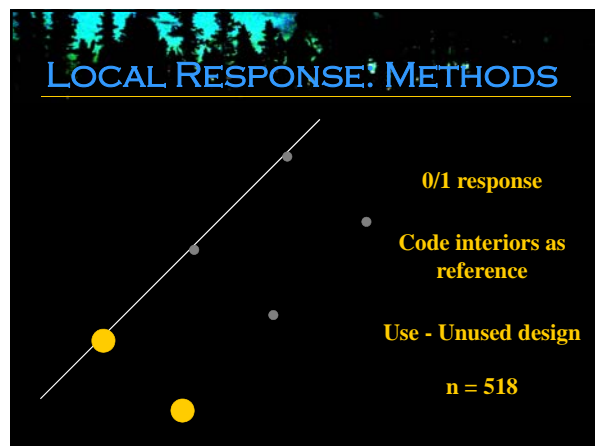 LOCAL RESPONSE: METHODS
0/1 response
Code interiors as
reference
Use - Unused design
n = 518